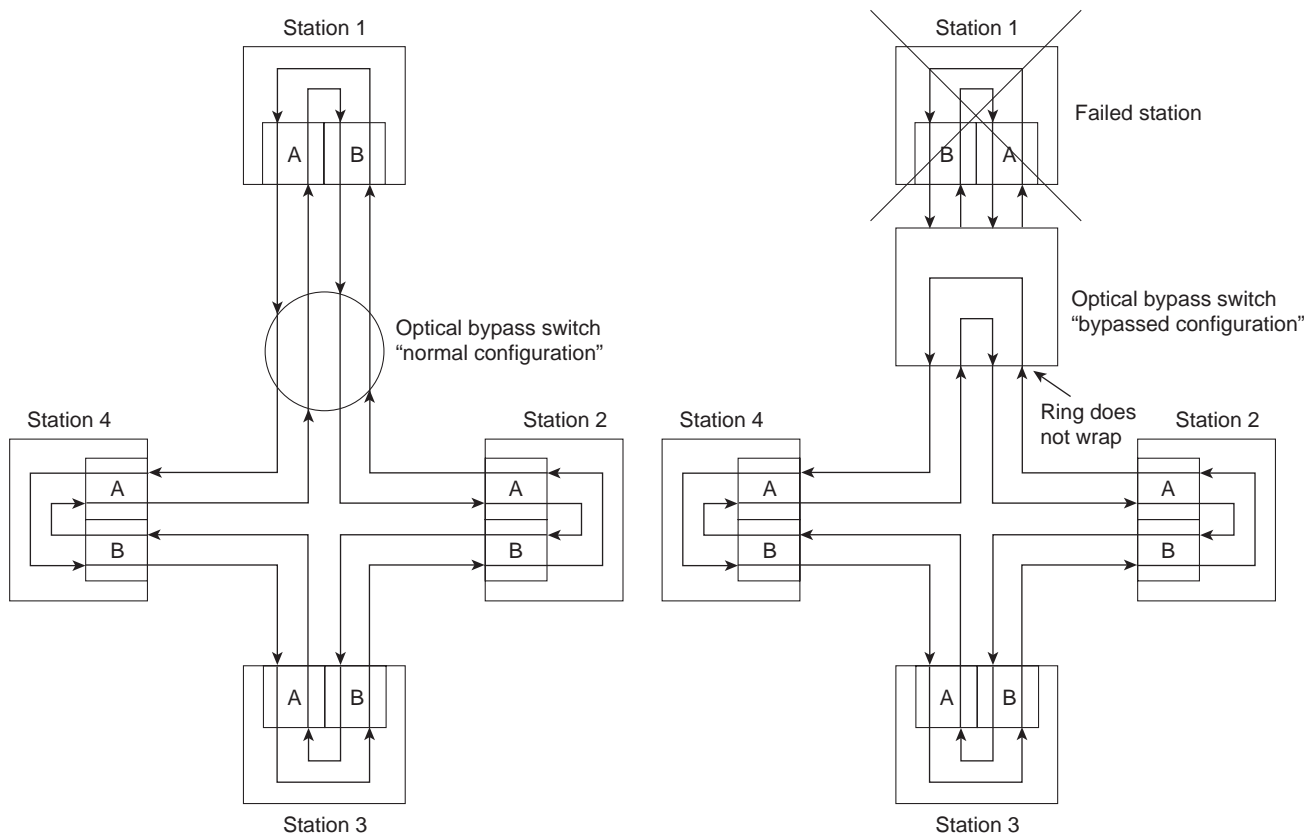 Station 1
A B
Optical bypass switch
“normal configuration”
Station 4
Station 2
A
B
A
B
A B
Station 3
Station 1
Failed station
B A
Optical bypass switch
“bypassed configuration”
Ring does
not wrap
Station 4
Station 2
A
B
A
B
A B
Station 3